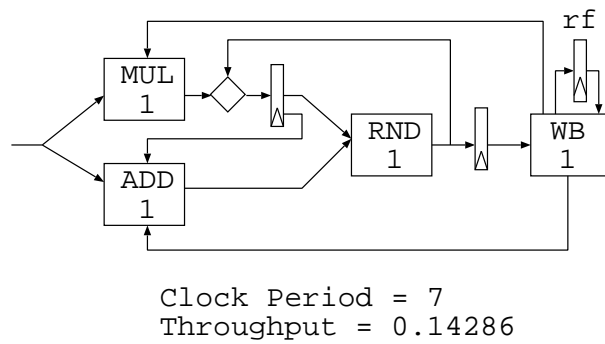 rf
MUL
1
RND
1
WB
1
ADD
1
Clock Period = 7
Throughput = 0.14286